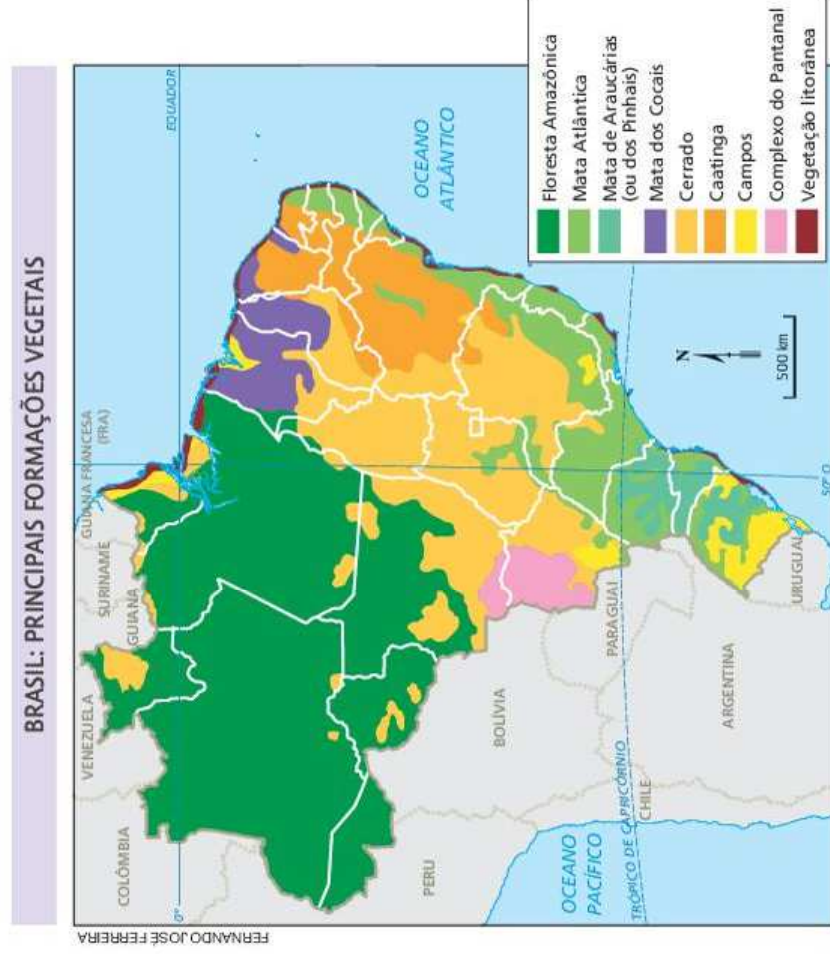 BRASIL: PRINCIPAIS FORMAÇÕES VEGETAIS
FERNANDO JOSÉ FERREIRA
VENEZUELA
COLÔMBIA
GUIANA
SURINAME
GUIANA FRANCESA
(FRA)
EQUADOR
0°
OCEANO
ATLÂNTICO
PERU
BOLÍVIA
PARAGUAI
TRÓPICO DE CAPRICÓRNIO
CHILE
OCEANO
PACÍFICO
ARGENTINA
URUGUAI
50° O
N
500 km
Floresta Amazônica
Mata Atlântica
Mata de Araucárias
(ou dos Pinhais)
Mata dos Cocais
Cerrado
Caatinga
Campos
Complexo do Pantanal
Vegetação litorânea